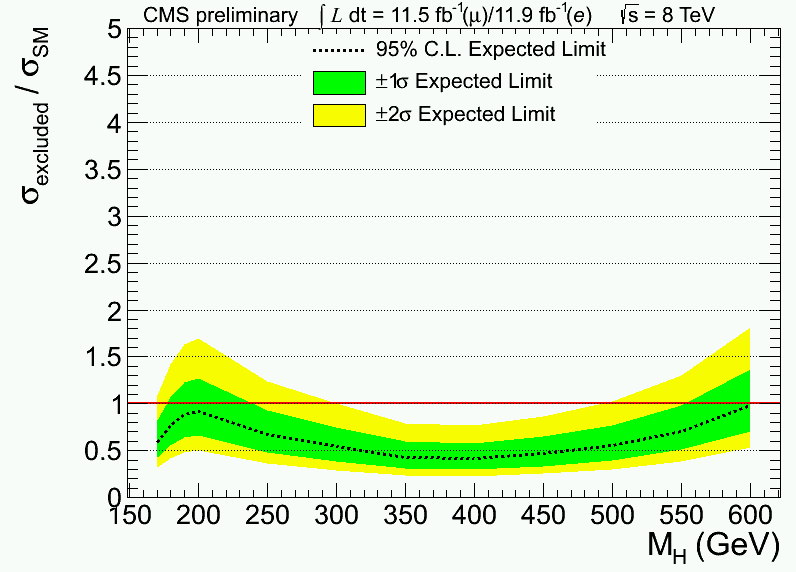 CMS preliminary ∫ L dt = 11.5 fb⁻¹(μ)/11.9 fb⁻¹(e) √s = 8 TeV
95% C.L. Expected Limit
±1σ Expected Limit
±2σ Expected Limit
σexcluded / σSM
5
4.5
4
3.5
3
2.5
2
1.5
1
0.5
0
150 200 250 300 350 400 450 500 550 600
M_H (GeV)